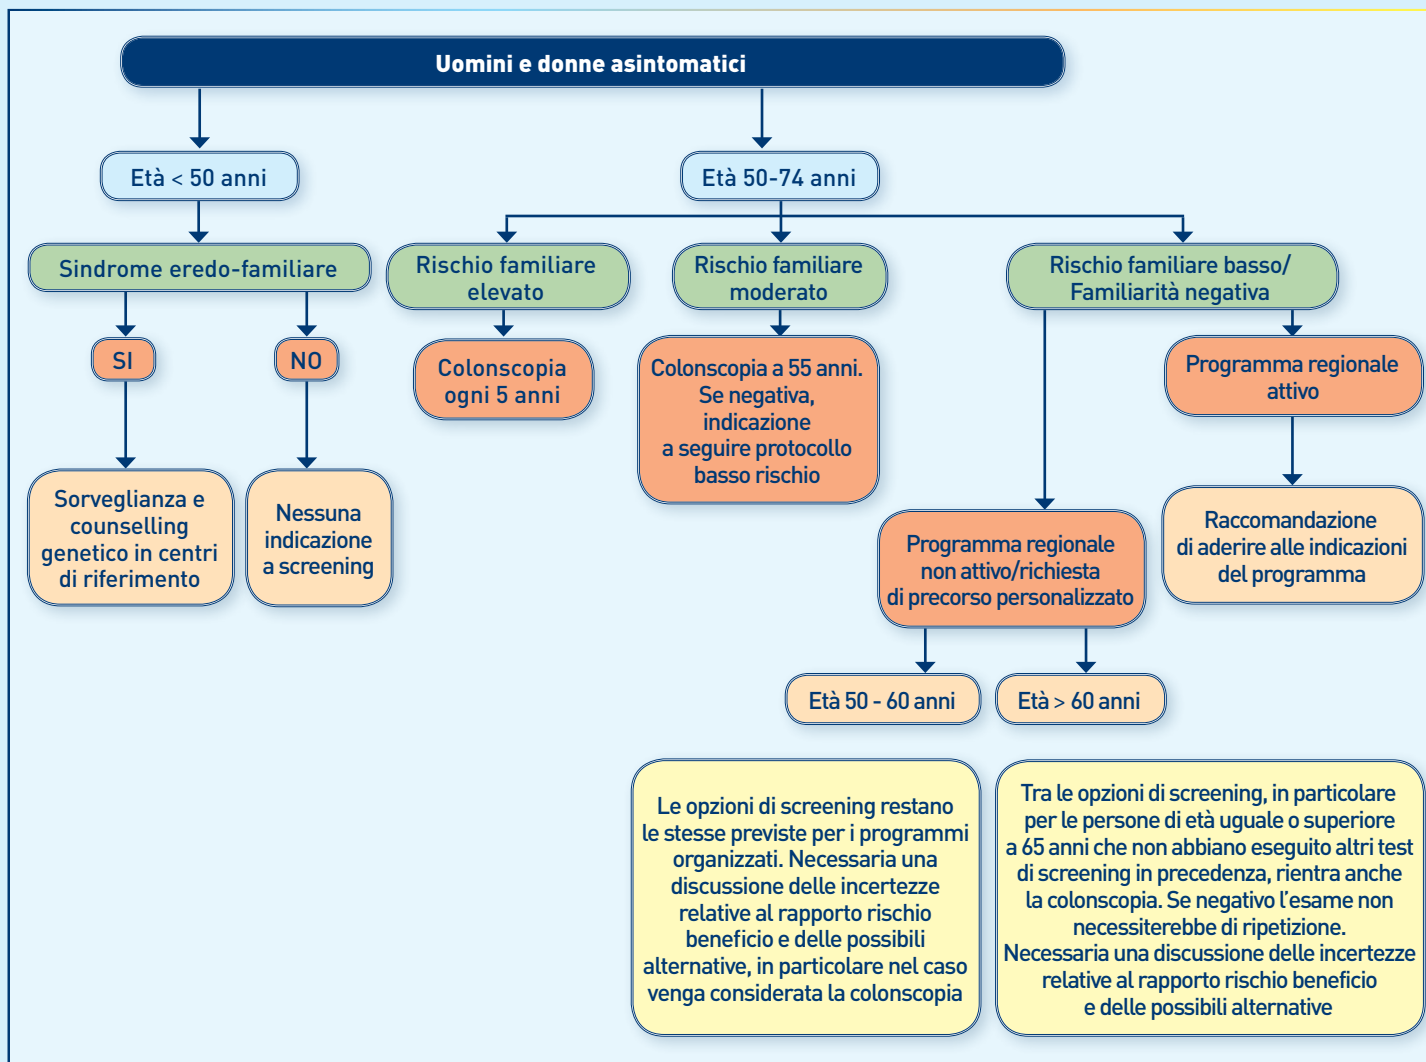 Uomini e donne asintomatici
Età < 50 anni
Età 50-74 anni
Sindrome eredo-familiare
Rischio familiare
elevato
Rischio familiare
moderato
Rischio familiare basso/
Familiarità negativa
SI
NO
Colonscopia
ogni 5 anni
Colonscopia a 55 anni.
Se negativa,
indicazione
a seguire protocollo
basso rischio
Programma regionale
attivo
Sorveglianza e
counselling
genetico in centri
di riferimento
Nessuna
indicazione
a screening
Programma regionale
non attivo/richiesta
di precorso personalizzato
Raccomandazione
di aderire alle indicazioni
del programma
Età 50 - 60 anni
Età > 60 anni
Le opzioni di screening restano
le stesse previste per i programmi
organizzati. Necessaria una
discussione delle incertezze
relative al rapporto rischio
beneficio e delle possibili
alternative, in particolare nel caso
venga considerata la colonscopia
Tra le opzioni di screening, in particolare
per le persone di età uguale o superiore
a 65 anni che non abbiano eseguito altri test
di screening in precedenza, rientra anche
la colonscopia. Se negativo l'esame non
necessiterebbe di ripetizione.
Necessaria una discussione delle incertezze
relative al rapporto rischio beneficio
e delle possibili alternative